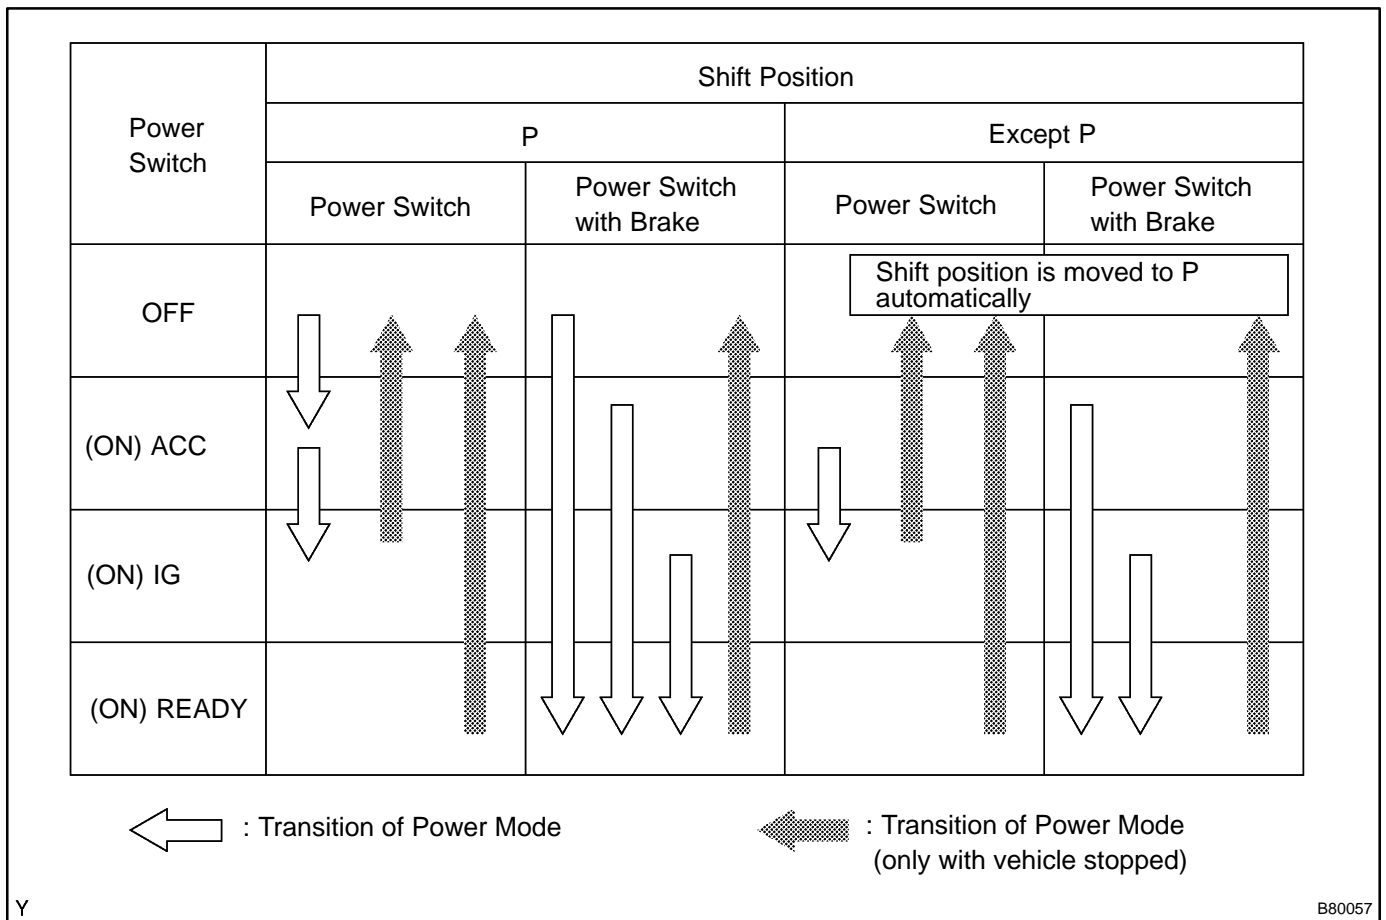 Power
Switch
Shift Position
P
Except P
Power Switch
Power Switch
with Brake
Power Switch
Power Switch
with Brake
OFF
Shift position is moved to P
automatically
(ON) ACC
(ON) IG
(ON) READY
: Transition of Power Mode
: Transition of Power Mode
(only with vehicle stopped)
Y
B80057